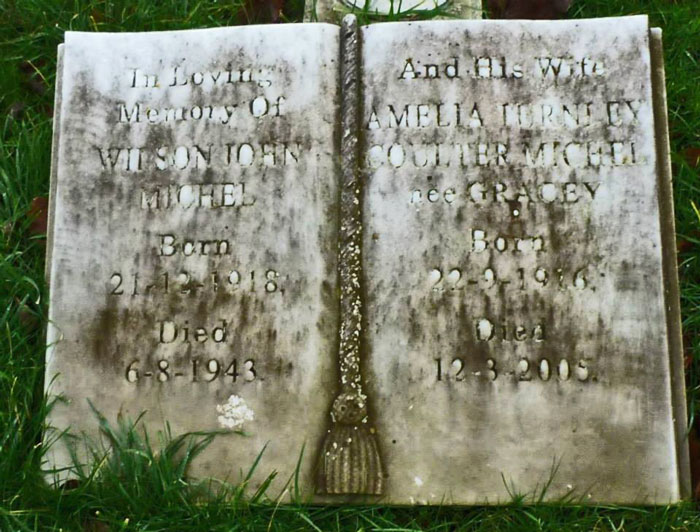 In Loving
Memory Of
WILSON JOHN
MICHEL
Born
21-12-1918.
Died
6-8-1943.
And His Wife
AMELIA
COULTER MICHEL
nee GRACEY
Born
22-9-1916.
Died
12-3-2005.